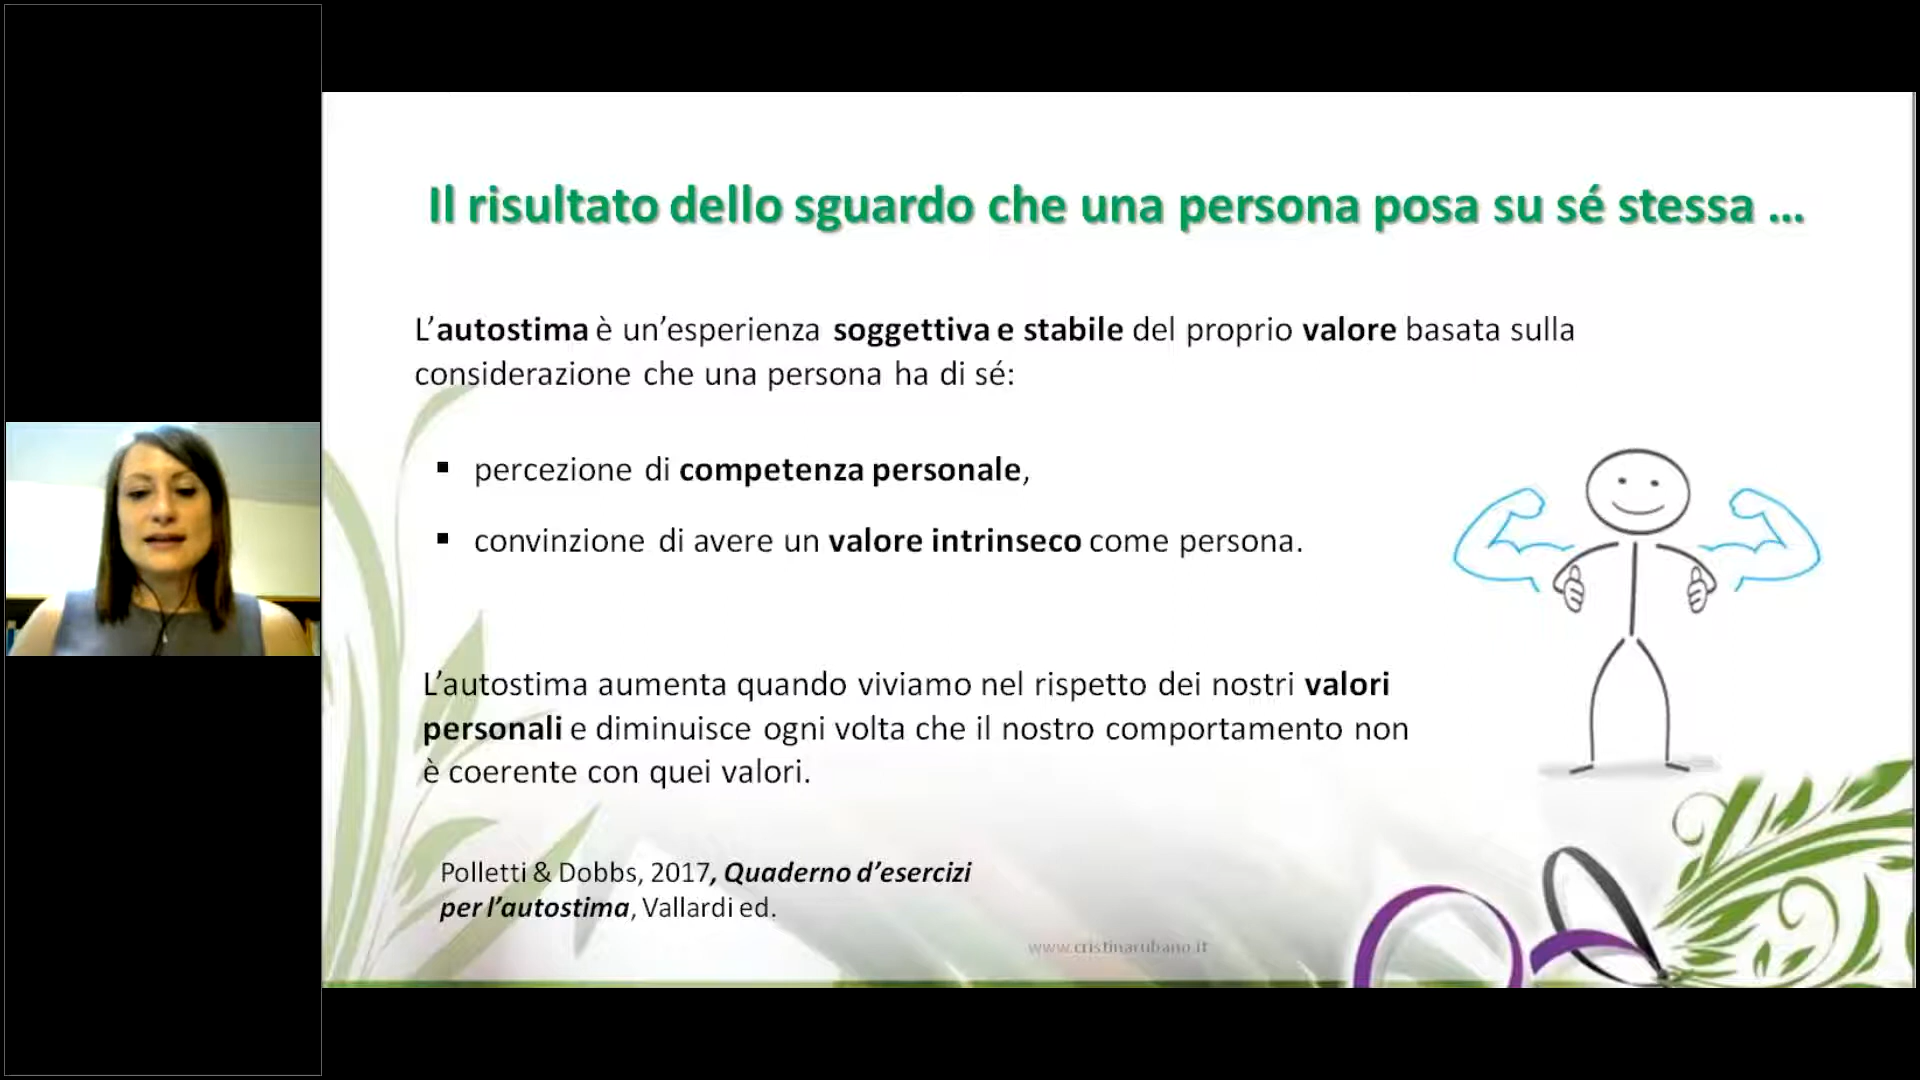 Il risultato dello sguardo che una persona posa su sé stessa ...
L’autostima è un’esperienza soggettiva e stabile del proprio valore basata sulla
considerazione che una persona ha di sé:
▪ percezione di competenza personale,
▪ convinzione di avere un valore intrinseco come persona.
L’autostima aumenta quando viviamo nel rispetto dei nostri valori
personali e diminuisce ogni volta che il nostro comportamento non
è coerente con quei valori.
Polletti & Dobbs, 2017, Quaderno d’esercizi
per l’autostima, Vallardi ed.
www.cristinarubano.it